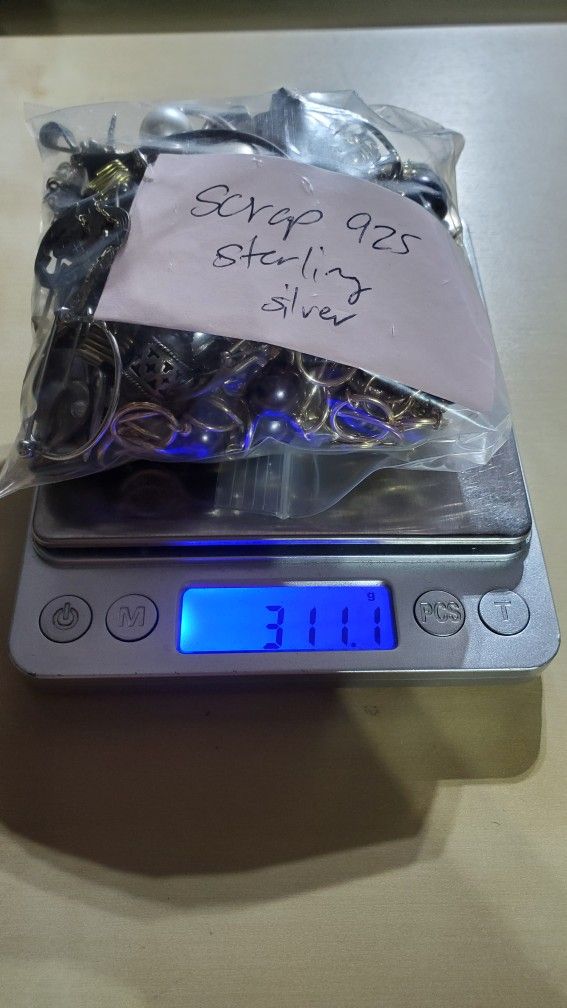 Scrap 925
sterling
silver
g
311.1
M
PCS
T